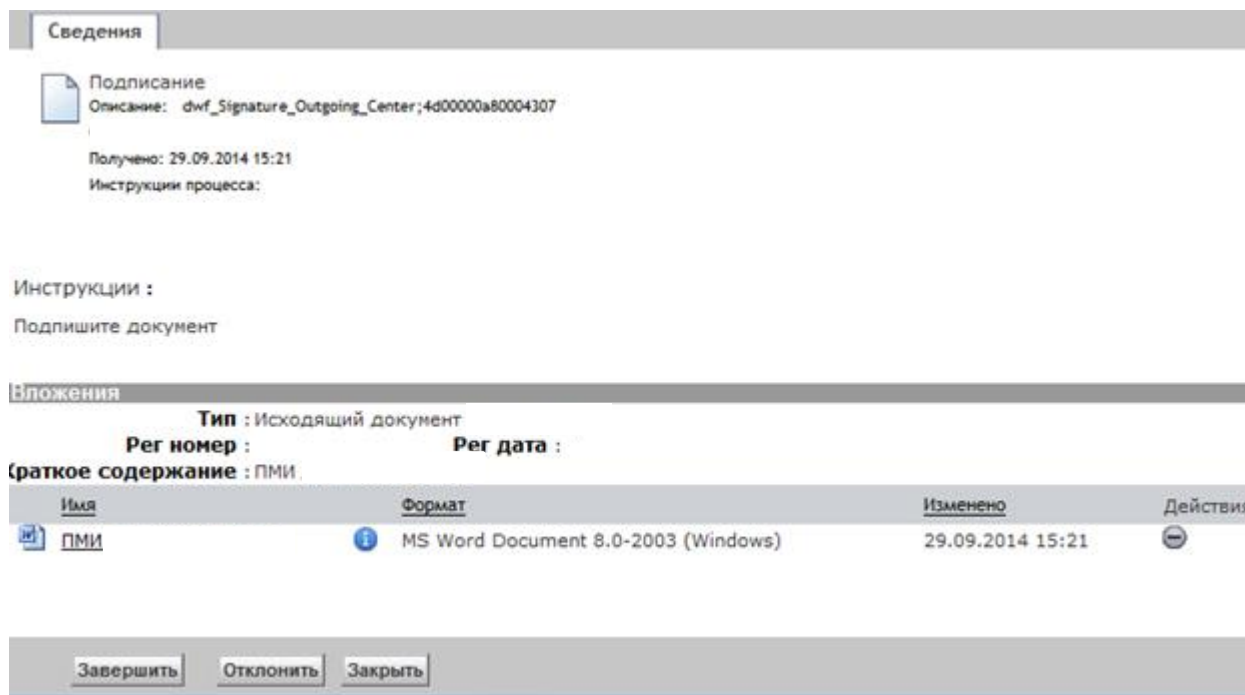 Сведения
Подписание
Описание: dwf_Signature_Outgoing_Center;4d00000a80004307
Получено: 29.09.2014 15:21
Инструкции процесса:
Инструкции :
Подпишите документ
Вложения
Тип : Исходящий документ
Рег номер : Рег дата :
Краткое содержание : ПМИ
Имя Формат Изменено Действия
ПМИ MS Word Document 8.0-2003 (Windows) 29.09.2014 15:21
Завершить Отклонить Закрыть